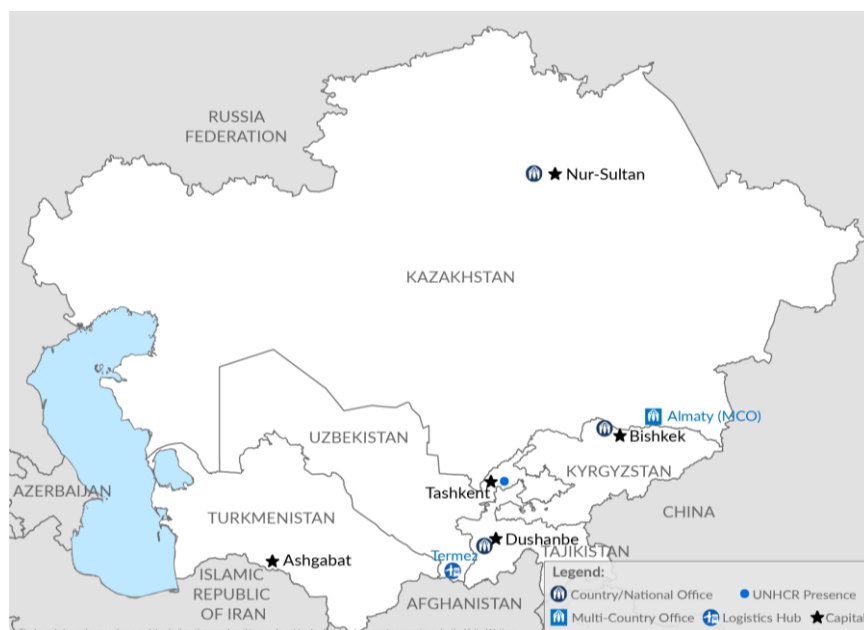 RUSSIA
FEDERATION
Nur-Sultan
KAZAKHSTAN
Almaty (MCO)
Bishkek
UZBEKISTAN
KYRGYZSTAN
AZERBAIJAN
Tashkent
CHINA
TURKMENISTAN
Dushanbe
TAJIKISTAN
Ashgabat
Termez
ISLAMIC
REPUBLIC
OF IRAN
AFGHANISTAN
Legend:
Country/National Office
UNHCR Presence
Multi-Country Office
Logistics Hub
Capital